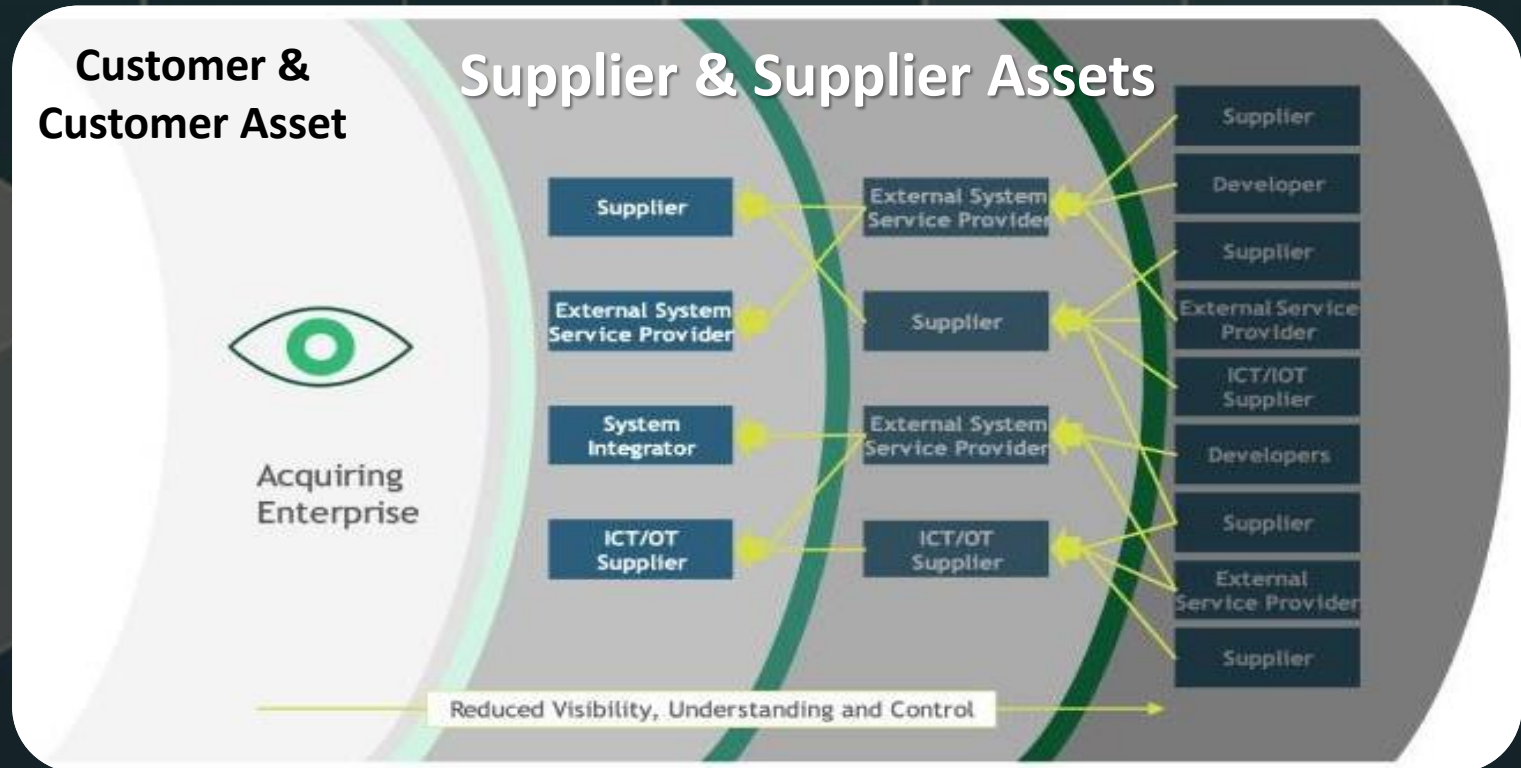 Customer &
Customer Asset
Supplier & Supplier Assets
Acquiring
Enterprise
Supplier
External System
Service Provider
System
Integrator
ICT/OT
Supplier
External System
Service Provider
Supplier
External System
Service Provider
ICT/OT
Supplier
Supplier
Developer
Supplier
External Service
Provider
ICT/IOT
Supplier
Developers
Supplier
External
Service Provider
Supplier
Reduced Visibility, Understanding and Control